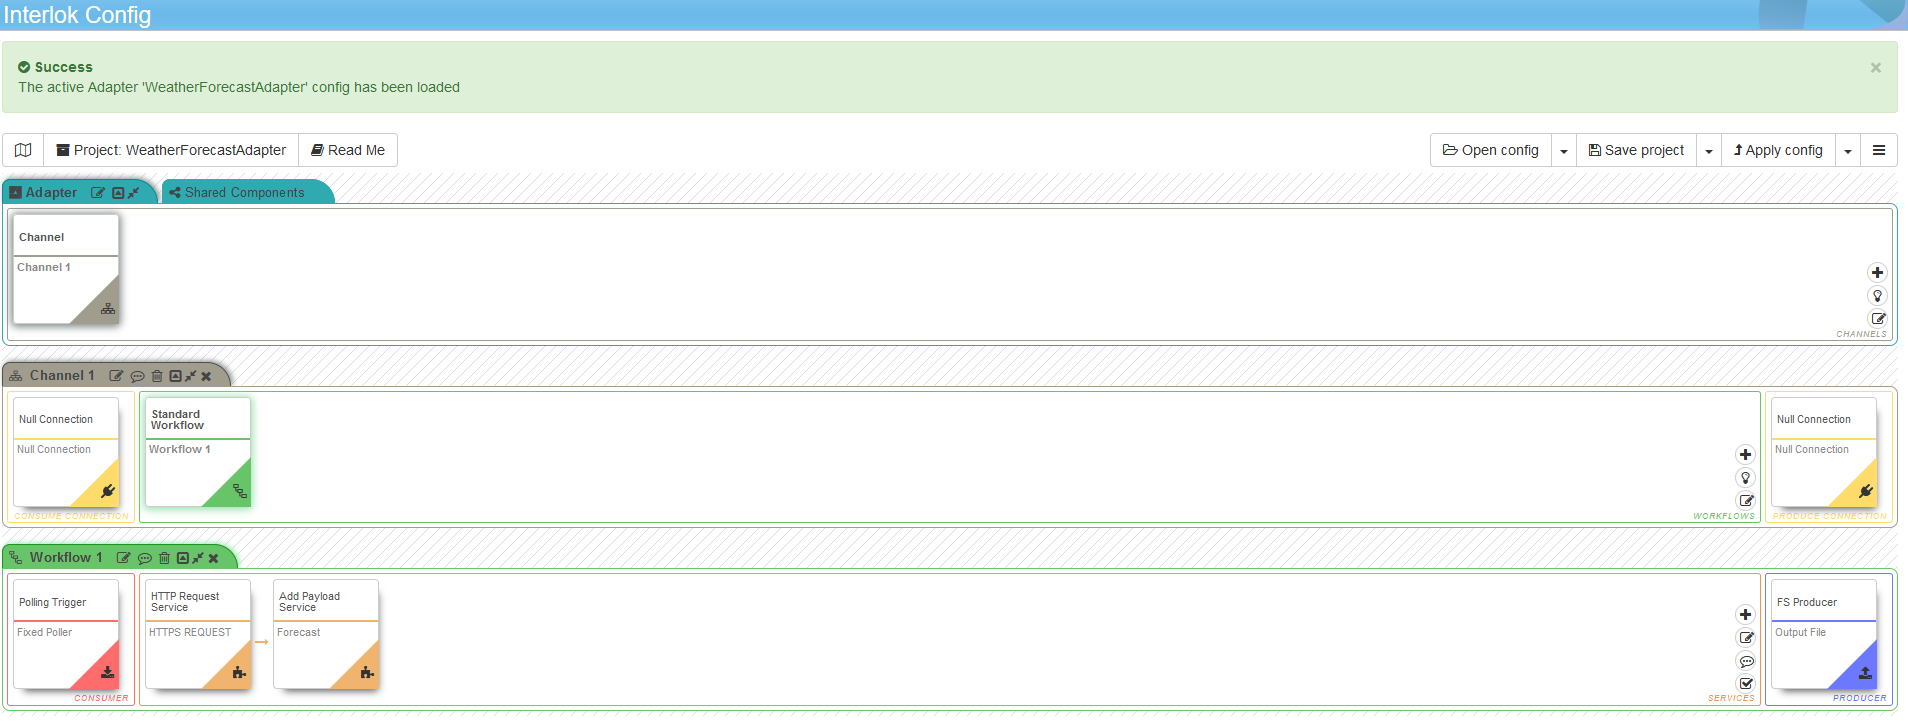 Interlok Config
Success
The active Adapter 'WeatherForecastAdapter' config has been loaded
×
Project: WeatherForecastAdapter
Read Me
Open config
Save project
Apply config
Adapter
Shared Components
Channel
Channel 1
CHANNELS
Channel 1
Null Connection
Null Connection
CONSUME CONNECTION
Standard
Workflow
Workflow 1
WORKFLOWS
Null Connection
Null Connection
PRODUCE CONNECTION
Workflow 1
Polling Trigger
Fixed Poller
CONSUMER
HTTP Request
Service
HTTPS REQUEST
Add Payload
Service
Forecast
SERVICES
FS Producer
Output File
PRODUCER